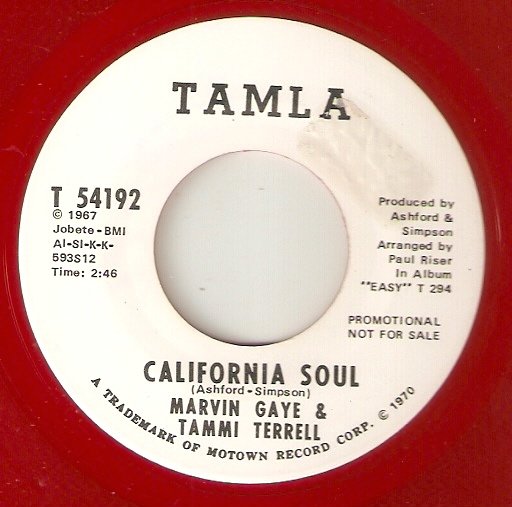 TAMLA
T 54192
© 1967
Jobete-BMI
AI-SI-K-K-
593S12
Time: 2:46
Produced by
Ashford &
Simpson
Arranged by
Paul Riser
In Album
""EASY"" T 294
PROMOTIONAL
NOT FOR SALE
CALIFORNIA SOUL
(Ashford-Simpson)
MARVIN GAYE &
TAMMI TERRELL
A TRADEMARK OF MOTOWN RECORD CORP. © 1970